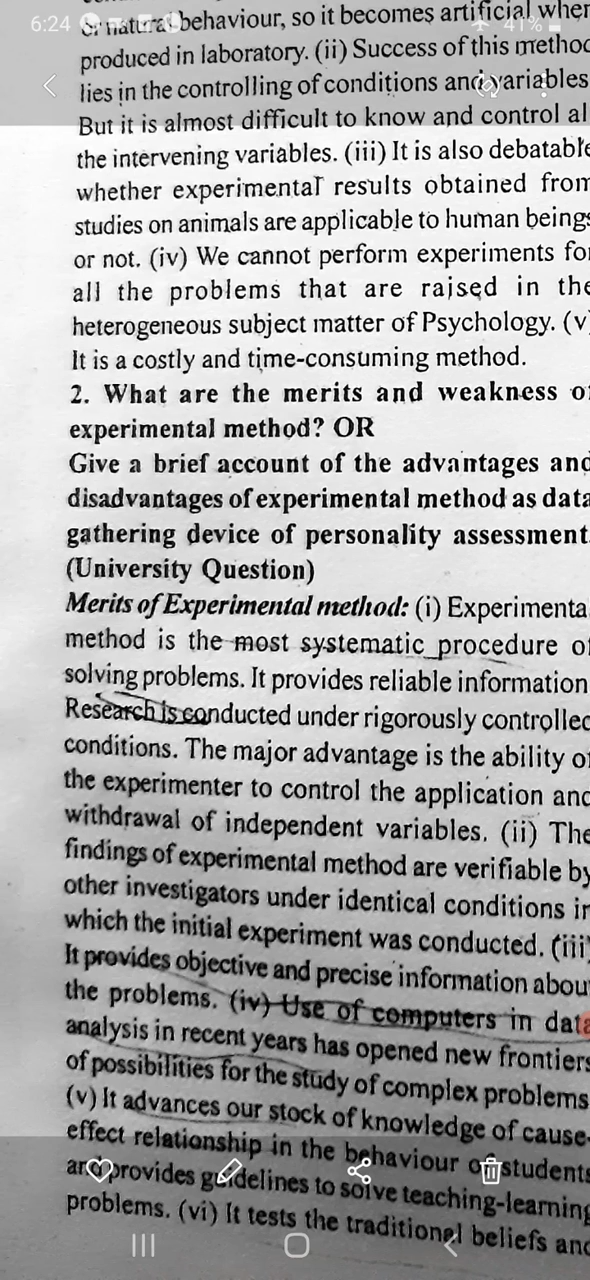 6:24
41%
or natural behaviour, so it becomes artificial when
produced in laboratory. (ii) Success of this method
lies in the controlling of conditions and variables
But it is almost difficult to know and control al
the intervening variables. (iii) It is also debatable
whether experimental results obtained from
studies on animals are applicable to human beings
or not. (iv) We cannot perform experiments for
all the problems that are raised in the
heterogeneous subject matter of Psychology. (v)
It is a costly and time-consuming method.
2. What are the merits and weakness of
experimental method? OR
Give a brief account of the advantages and
disadvantages of experimental method as data
gathering device of personality assessment.
(University Question)
Merits of Experimental method: (i) Experimenta
method is the most systematic procedure of
solving problems. It provides reliable information
Research is conducted under rigorously controlled
conditions. The major advantage is the ability of
the experimenter to control the application and
withdrawal of independent variables. (ii) The
findings of experimental method are verifiable by
other investigators under identical conditions in
which the initial experiment was conducted. (iii)
It provides objective and precise information abou
the problems. (iv) Use of computers in data
analysis in recent years has opened new frontiers
of possibilities for the study of complex problems
(v) It advances our stock of knowledge of cause-
effect relationship in the behaviour of students
and provides guidelines to solve teaching-learning
problems. (vi) It tests the traditional beliefs and